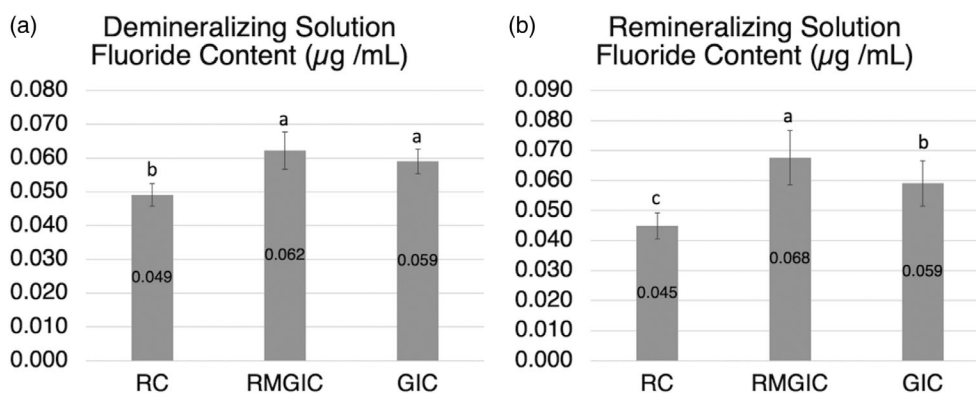 (a)
Demineralizing Solution
Fluoride Content (µg /mL)
0.080
0.070
0.060
0.050
0.040
0.030
0.020
0.010
0.000
b
a
a
0.049
0.062
0.059
RC
RMGIC
GIC
(b)
Remineralizing Solution
Fluoride Content (µg /mL)
0.090
0.080
0.070
0.060
0.050
0.040
0.030
0.020
0.010
0.000
c
a
b
0.045
0.068
0.059
RC
RMGIC
GIC